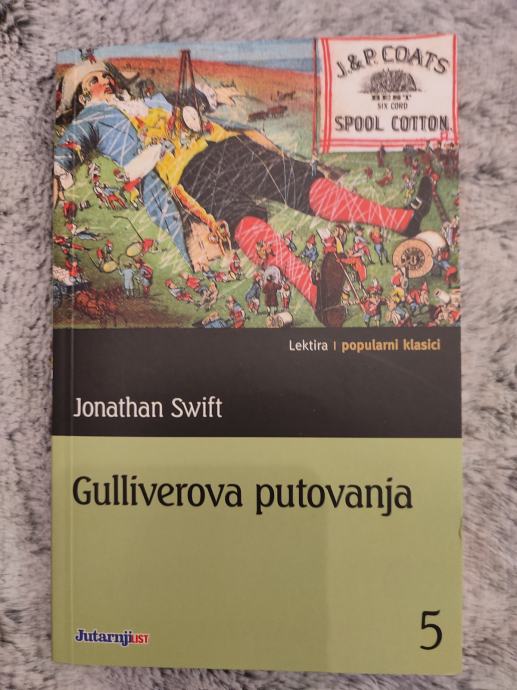 J.&P. COATS
BEST
SIX CORD
SPOOL COTTON
Lektira | popularni klasici
Jonathan Swift
Gulliverova putovanja
JutarnjiLIST
5